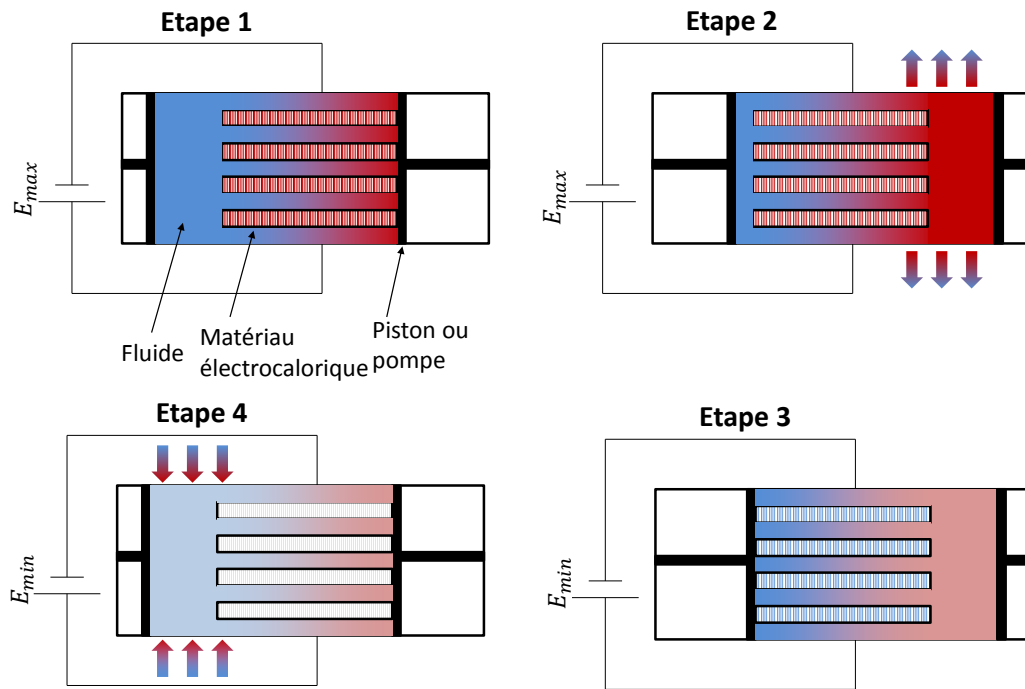 Etape 1
E_max
Fluide
Matériau
électrocalorique
Piston ou
pompe
Etape 2
E_max
Etape 4
E_min
Etape 3
E_min